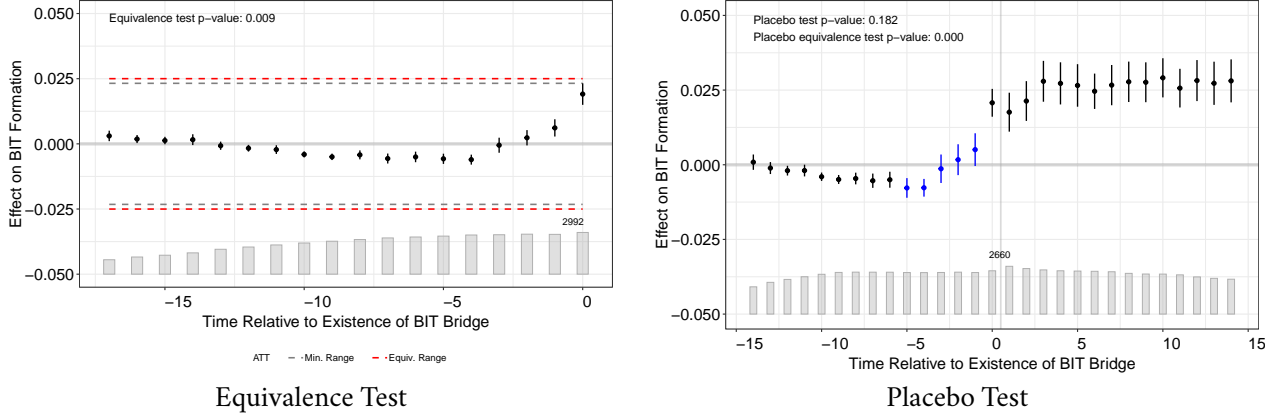 Equivalence test p−value: 0.009
0.050
0.025
0.000
−0.025
−0.050
Effect on BIT Formation
2992
−15
−10
−5
0
Time Relative to Existence of BIT Bridge
ATT
Min. Range
Equiv. Range
Equivalence Test
Placebo test p−value: 0.182
Placebo equivalence test p−value: 0.000
0.050
0.025
0.000
−0.025
−0.050
Effect on BIT Formation
2660
−15
−10
−5
0
5
10
15
Time Relative to Existence of BIT Bridge
Placebo Test